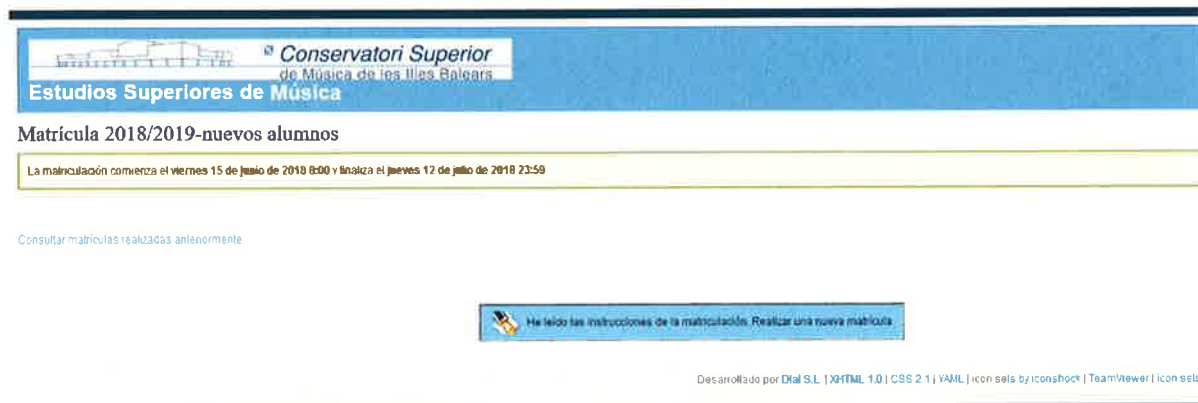 Conservatori Superior
de Música de les Illes Balears
Estudios Superiores de Música
Matrícula 2018/2019-nuevos alumnos
La matriculación comienza el viernes 15 de junio de 2018 8:00 y finaliza el jueves 12 de julio de 2018 23:59
Consultar matrículas realizadas anteriormente
He leído las instrucciones de la matriculación. Realizar una nueva matrícula
Desarrollado por Dial S.L. | XHTML 1.0 | CSS 2.1 | YAML | icon sets by iconshock | TeamViewer | icon sets